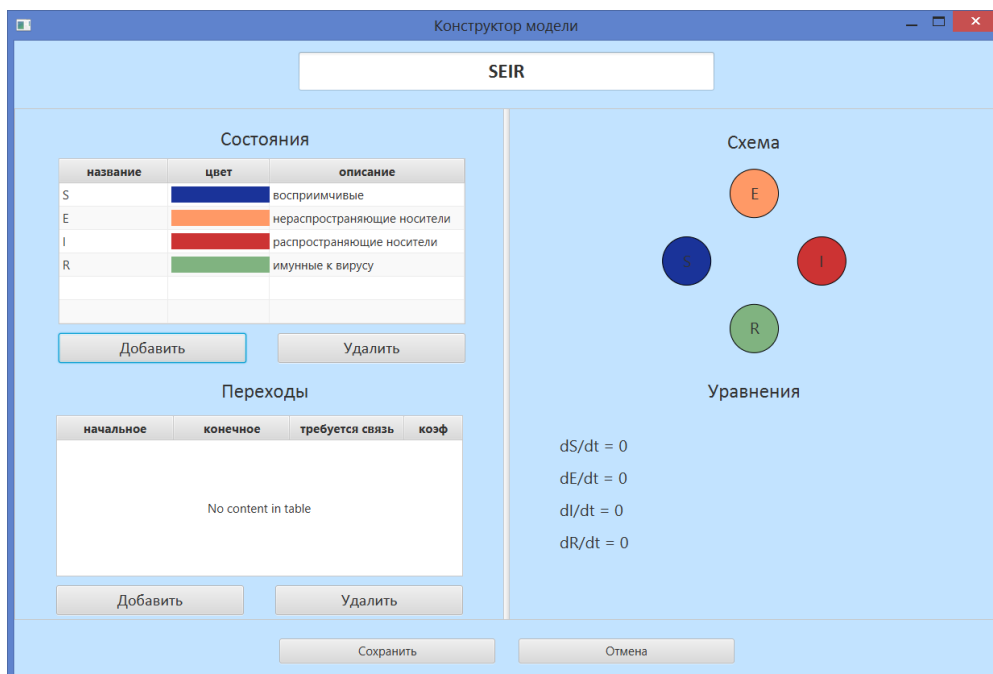 Конструктор модели
SEIR
Состояния
название цвет описание
S восприимчивые
E нераспространяющие носители
I распространяющие носители
R имунные к вирусу
Добавить Удалить
Переходы
начальное конечное требуется связь коэф
No content in table
Добавить Удалить
Схема
E
S I
R
Уравнения
dS/dt = 0
dE/dt = 0
dI/dt = 0
dR/dt = 0
Сохранить Отмена